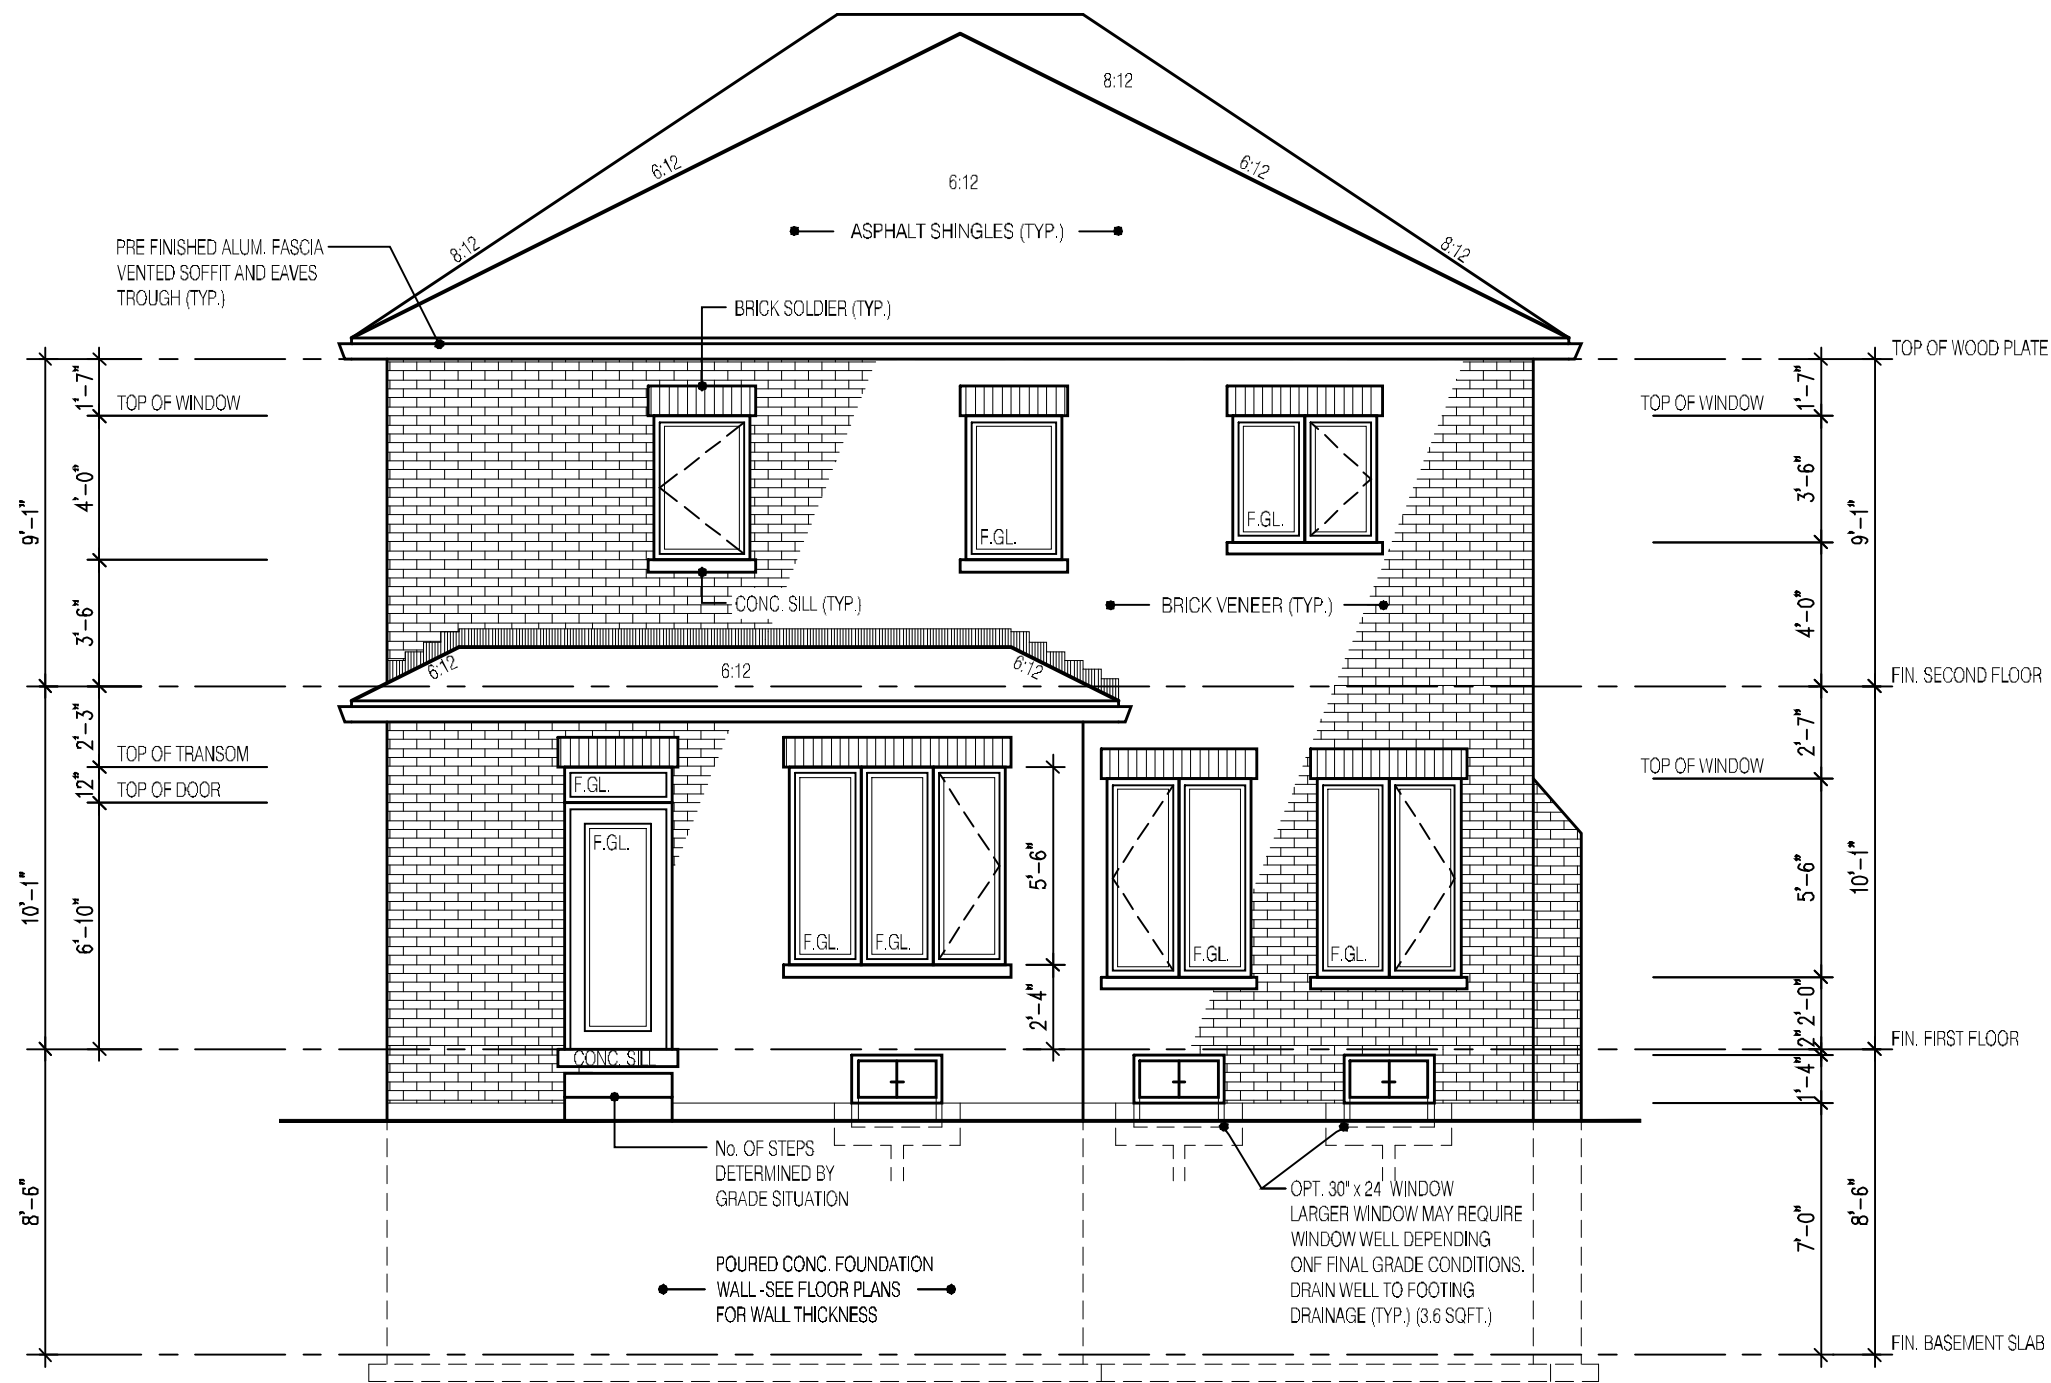 8:12
6:12
6:12
6:12
ASPHALT SHINGLES (TYP.)
8:12
8:12
PRE FINISHED ALUM. FASCIA
VENTED SOFFIT AND EAVES
TROUGH (TYP.)
BRICK SOLDIER (TYP.)
TOP OF WOOD PLATE
1'-7"
TOP OF WINDOW
TOP OF WINDOW
1'-7"
9'-1"
4'-0"
F.GL.
F.GL.
3'-6"
9'-1"
3'-6"
CONC. SILL (TYP.)
BRICK VENEER (TYP.)
4'-0"
6:12
6:12
6:12
FIN. SECOND FLOOR
2'-3"
2'-7"
TOP OF TRANSOM
TOP OF WINDOW
12"
TOP OF DOOR
F.GL.
F.GL.
10'-1"
6'-10"
5'-6"
5'-6"
10'-1"
F.GL.
F.GL.
F.GL.
F.GL.
2'-4"
2'-0"
2"
FIN. FIRST FLOOR
CONC. SILL
1'-4"
No. OF STEPS
DETERMINED BY
GRADE SITUATION
OPT. 30" x 24 WINDOW
LARGER WINDOW MAY REQUIRE
WINDOW WELL DEPENDING
ONF FINAL GRADE CONDITIONS.
DRAIN WELL TO FOOTING
DRAINAGE (TYP.) (3.6 SQFT.)
8'-6"
7'-0"
8'-6"
POURED CONC. FOUNDATION
WALL -SEE FLOOR PLANS
FOR WALL THICKNESS
FIN. BASEMENT SLAB